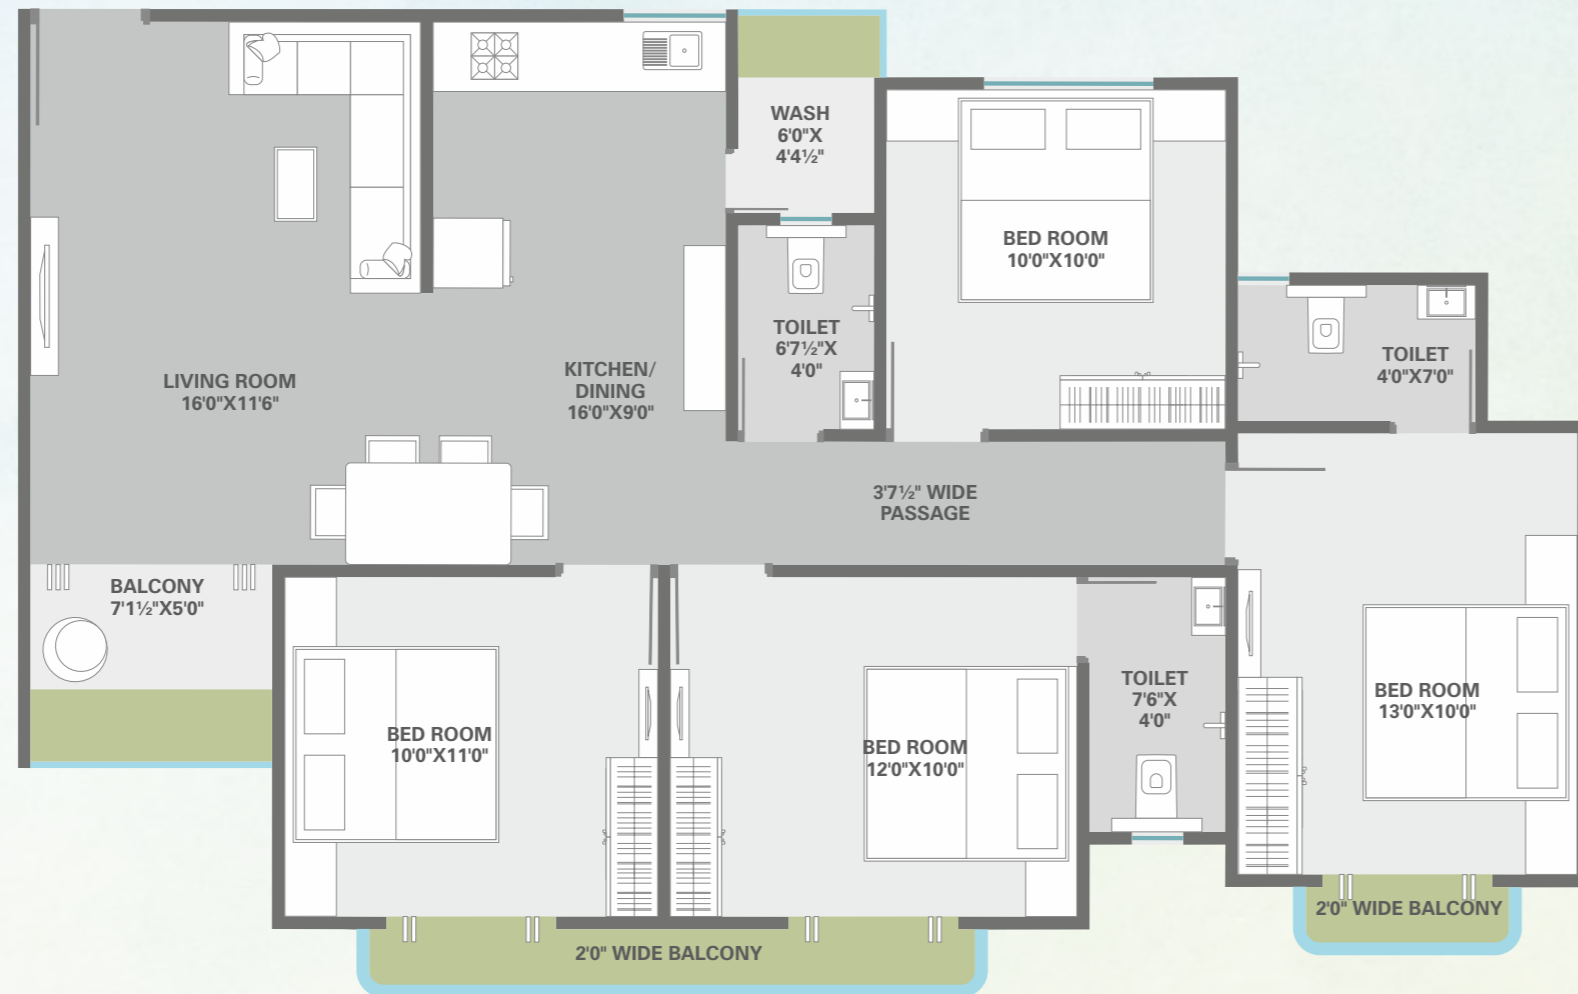 WASH
6'0"X
4'4½"
BED ROOM
10'0"X10'0"
TOILET
6'7½"X
4'0"
TOILET
4'0"X7'0"
LIVING ROOM
16'0"X11'6"
KITCHEN/
DINING
16'0"X9'0"
3'7½" WIDE
PASSAGE
BALCONY
7'1½"X5'0"
BED ROOM
10'0"X11'0"
BED ROOM
12'0"X10'0"
TOILET
7'6"X
4'0"
BED ROOM
13'0"X10'0"
2'0" WIDE BALCONY
2'0" WIDE BALCONY